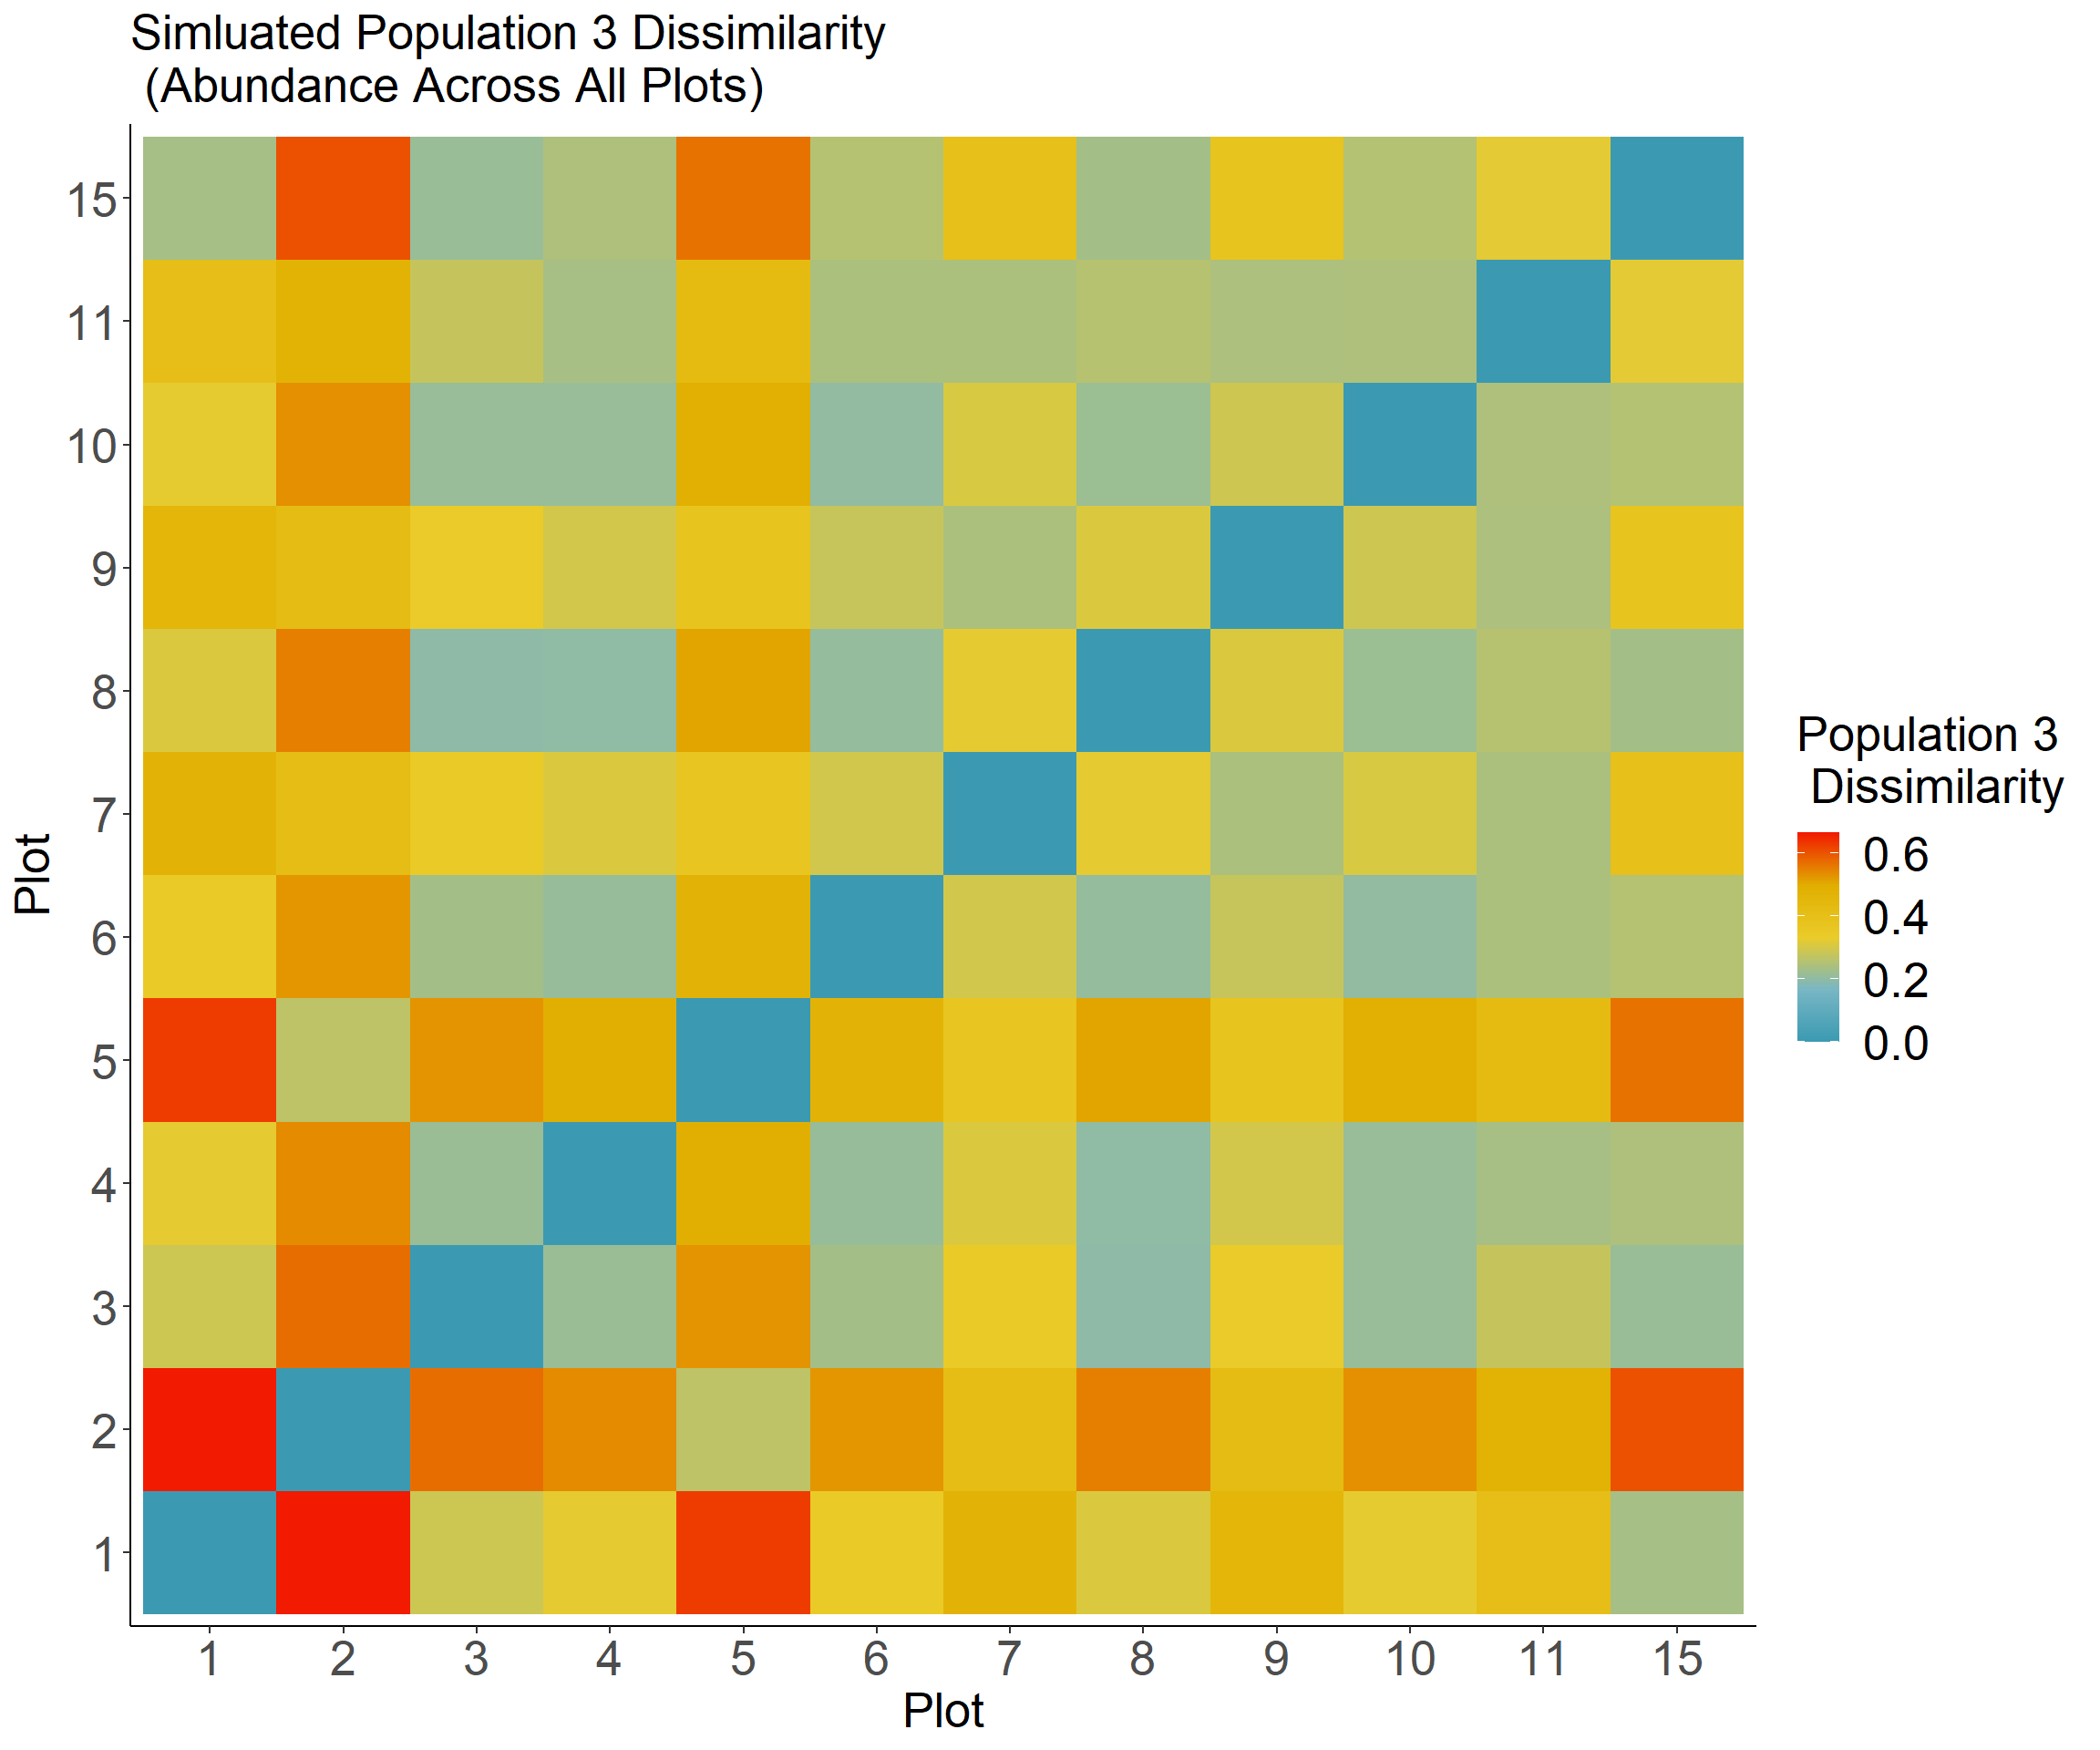 Simluated Population 3 Dissimilarity
(Abundance Across All Plots)
15
11
10
9
8
7
6
5
4
3
2
1
Plot
1 2 3 4 5 6 7 8 9 10 11 15
Plot
Population 3
Dissimilarity
0.6
0.4
0.2
0.0